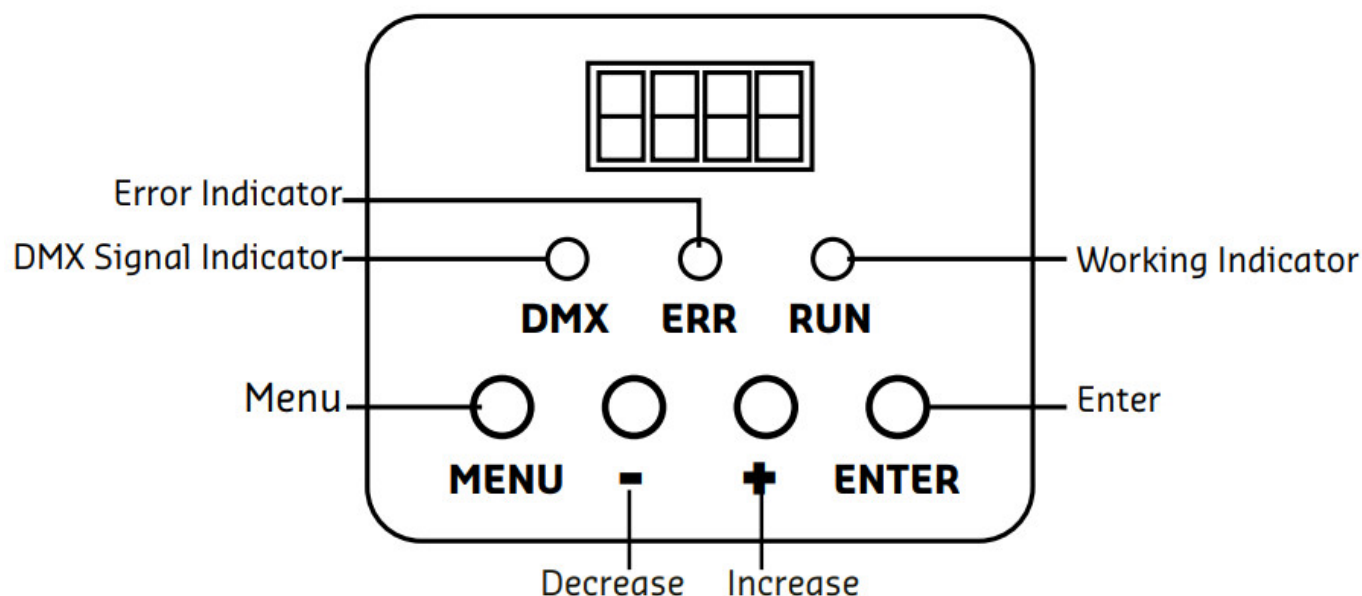 Error Indicator
DMX Signal Indicator
Working Indicator
DMX ERR RUN
Menu
Enter
MENU - + ENTER
Decrease Increase